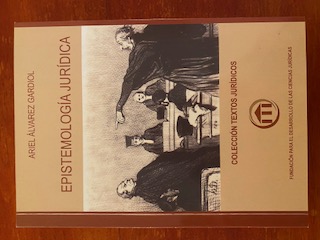 ARIEL ÁLVAREZ GARDIOL
EPISTEMOLOGÍA JURÍDICA
COLECCIÓN TEXTOS JURÍDICOS
FUNDACIÓN PARA EL DESARROLLO DE LAS CIENCIAS JURÍDICAS